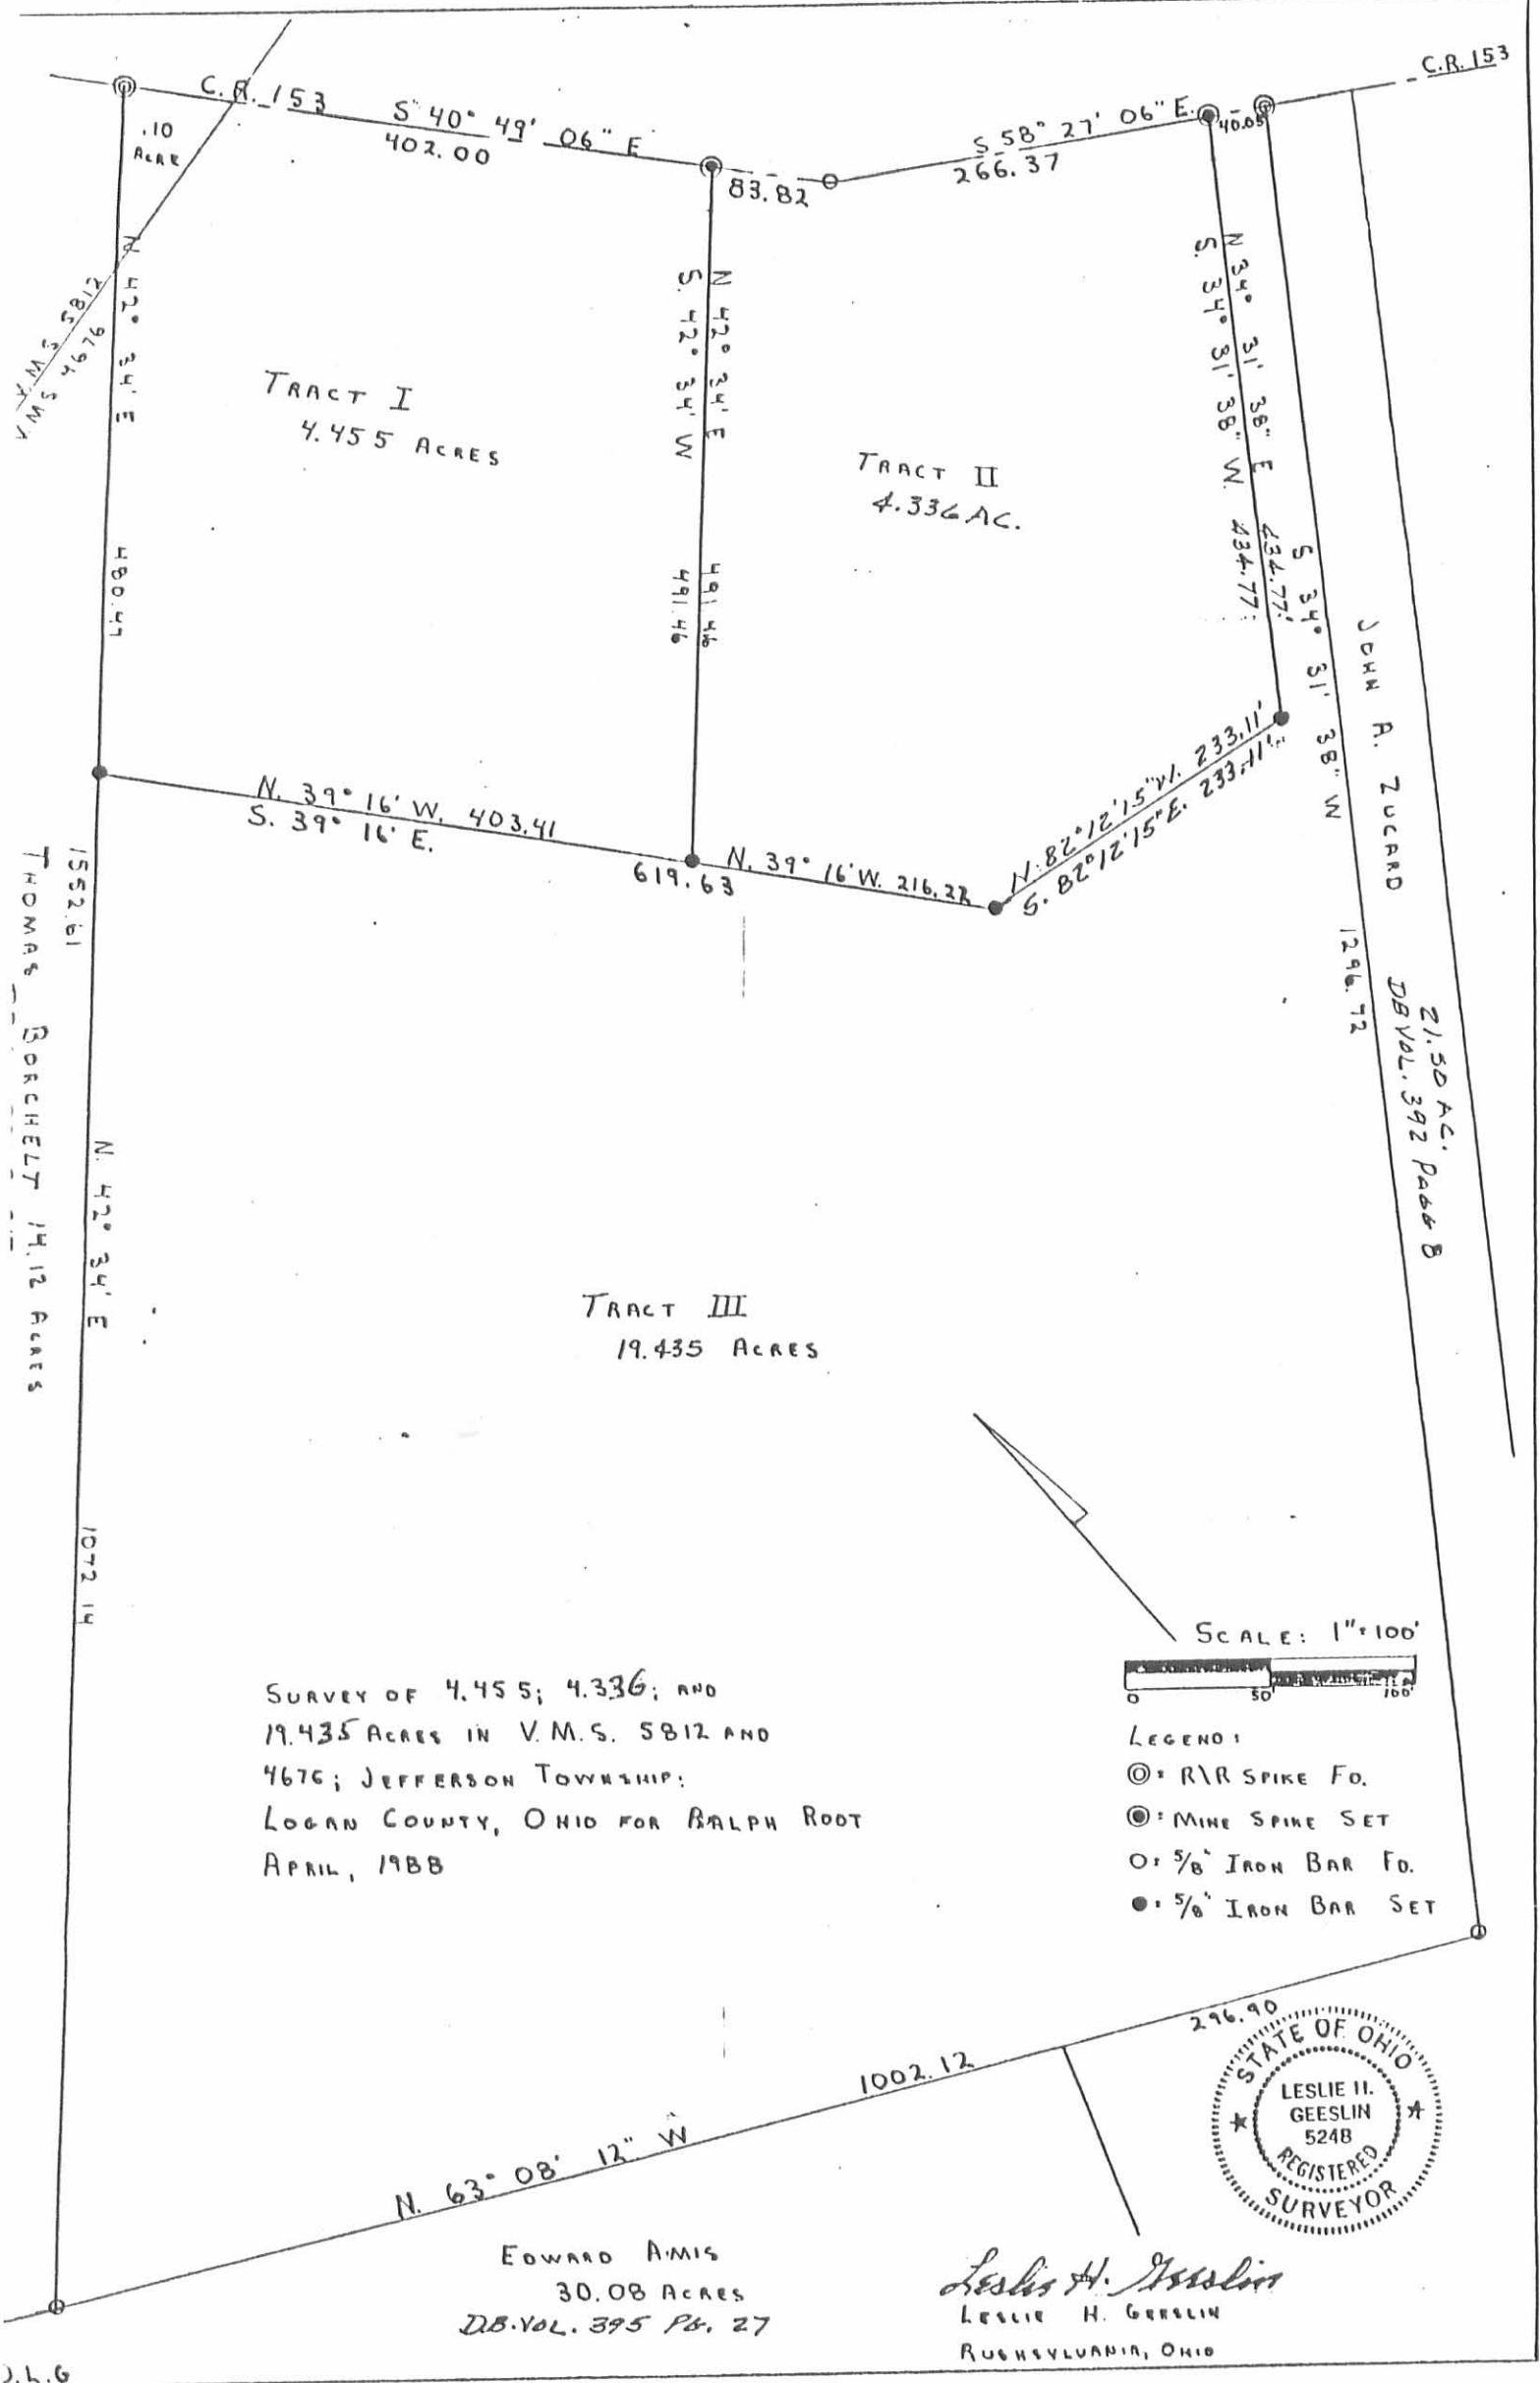 C.R. 153
C.R. 153
S 40° 49' 06" E
402.00
.10
ACRE
83.82
S 58° 27' 06" E.
266.37
40.05
V.M.S 5812
V.M.S 4676
N 42° 34' E 480.47
TRACT I
4.455 ACRES
N 42° 34' E 491.46
S. 42° 34' W 491.46
TRACT II
4.336 AC.
N 34° 31' 38" E 434.77'
S. 34° 31' 38" W. 434.77'
S 34° 31' 38" W 1296.72
JOHN A. ZUGARD
21.50 AC.
DB VOL. 392 PAGE 8
N. 39° 16' W. 403.41
S. 39° 16' E.
619.63
N. 39° 16' W. 216.22
N. 82° 12' 15" W. 233.11'
S. 82° 12' 15" E. 233.11'
1552.61
THOMAS BORCHELT 14.12 ACRES
N. 42° 34' E
1072.14
TRACT III
19.435 ACRES
SURVEY OF 4.455; 4.336; AND
19.435 ACRES IN V.M.S. 5812 AND
4676; JEFFERSON TOWNSHIP;
LOGAN COUNTY, OHIO FOR RALPH ROOT
APRIL, 1988
SCALE: 1"=100'
0 50' 100'
LEGEND:
R\R SPIKE FD.
MINE SPIKE SET
5/8" IRON BAR FD.
5/8" IRON BAR SET
296.90
1002.12
N. 63° 08' 12" W
STATE OF OHIO
LESLIE H.
GEESLIN
5248
REGISTERED
SURVEYOR
EDWARD AMIS
30.08 ACRES
D.B. VOL. 395 PG. 27
Leslie H. Geeslin
LESLIE H. GEESLIN
RUSHSYLVANIA, OHIO